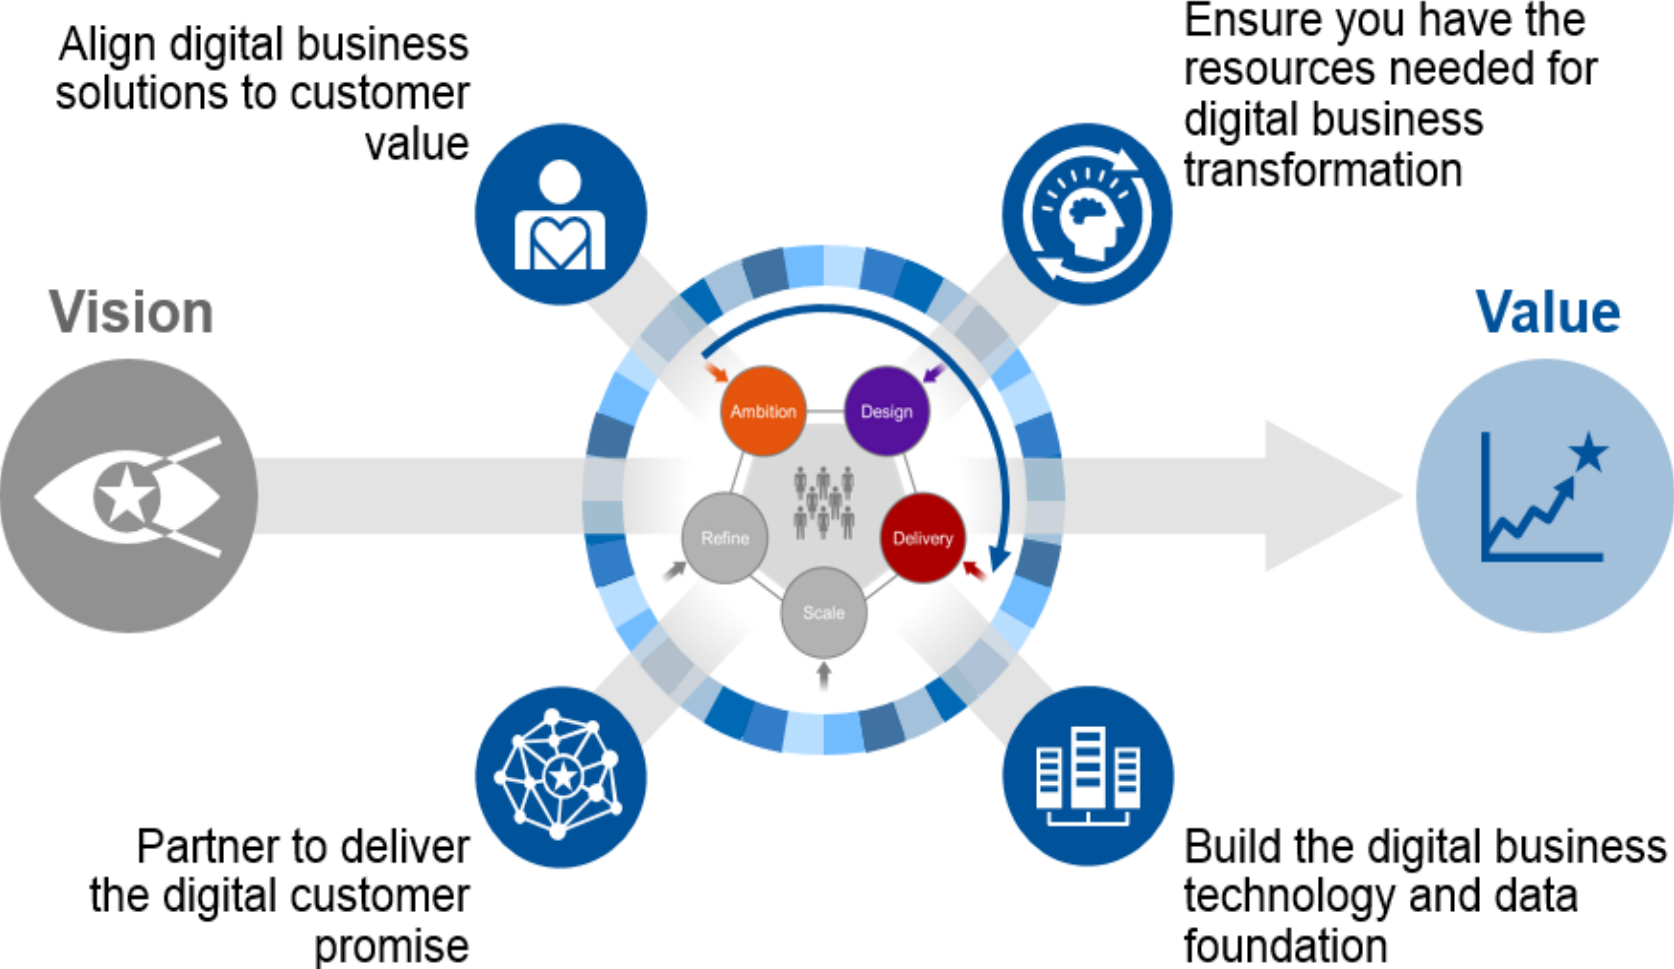 Align digital business
solutions to customer
value
Ensure you have the
resources needed for
digital business
transformation
Vision
Value
Ambition
Design
Refine
Delivery
Scale
Partner to deliver
the digital customer
promise
Build the digital business
technology and data
foundation